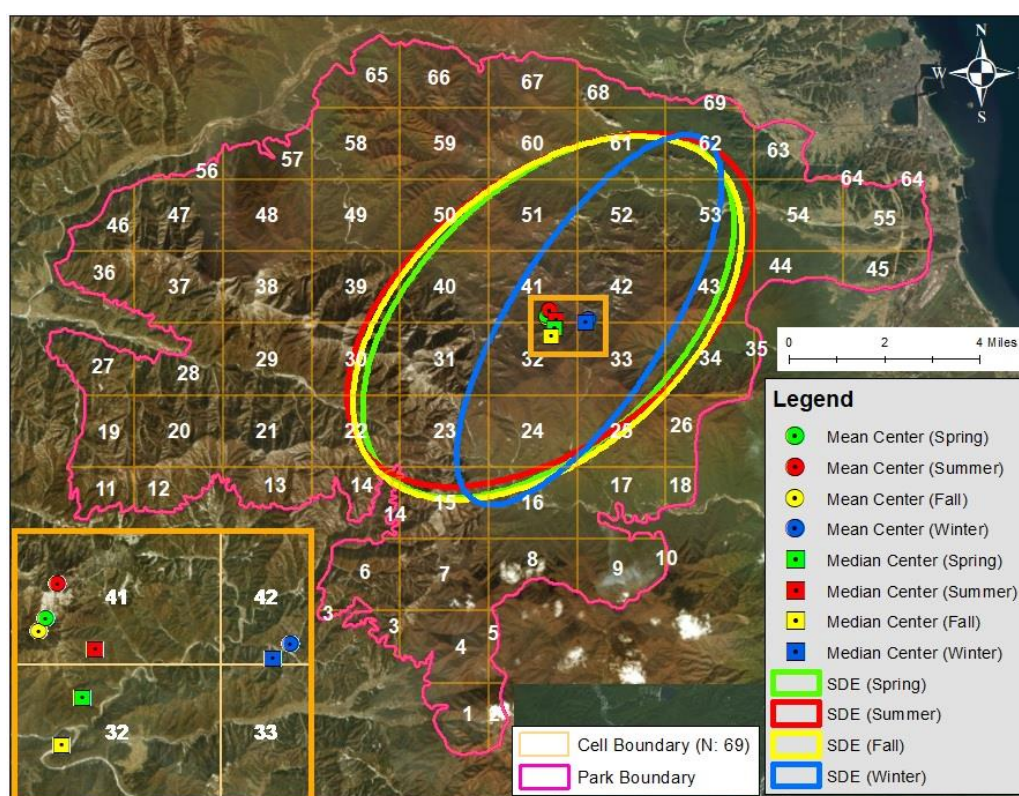 N
W
S
65 66 67 68 69
58 59 60 61 62 63
56 57 64 64
46 47 48 49 50 51 52 53 54 55
36 37 38 39 40 41 42 43 44 45
27 28 29 30 31 32 33 34 35
0 2 4 Miles
19 20 21 22 23 24 25 26
11 12 13 14 15 16 17 18
14
6 7 8 9 10
3 3 4 5
1 2
41 42
32 33
Legend
Mean Center (Spring)
Mean Center (Summer)
Mean Center (Fall)
Mean Center (Winter)
Median Center (Spring)
Median Center (Summer)
Median Center (Fall)
Median Center (Winter)
SDE (Spring)
SDE (Summer)
SDE (Fall)
SDE (Winter)
Cell Boundary (N: 69)
Park Boundary